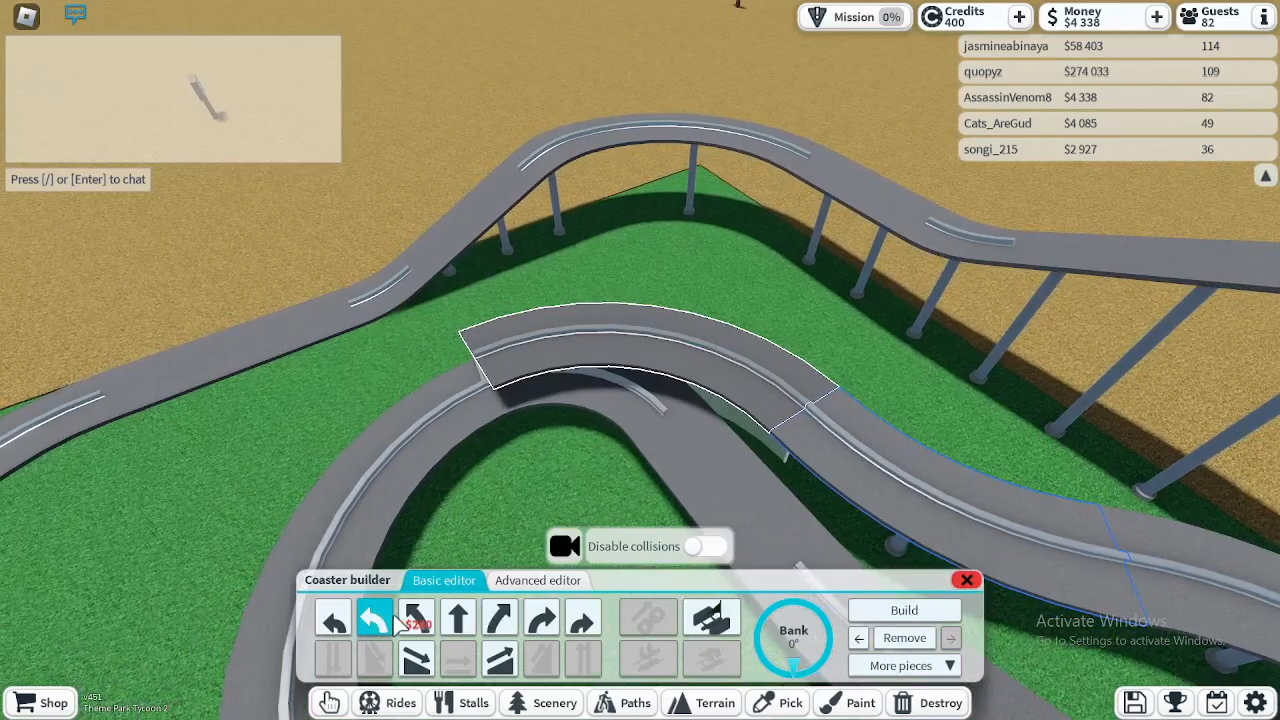 Mission 0%
Credits
400
Money
$4 338
Guests
82
jasmineabinaya $58 403 114
quopyz $274 033 109
AssassinVenom8 $4 338 82
Cats_AreGud $4 085 49
songi_215 $2 927 36
Press [/] or [Enter] to chat
Disable collisions
Coaster builder Basic editor Advanced editor
Bank
0°
Build
Remove
More pieces
Activate Windows
Go to Settings to activate Windows.
Shop
v451
Theme Park Tycoon 2
Rides Stalls Scenery Paths Terrain Pick Paint Destroy